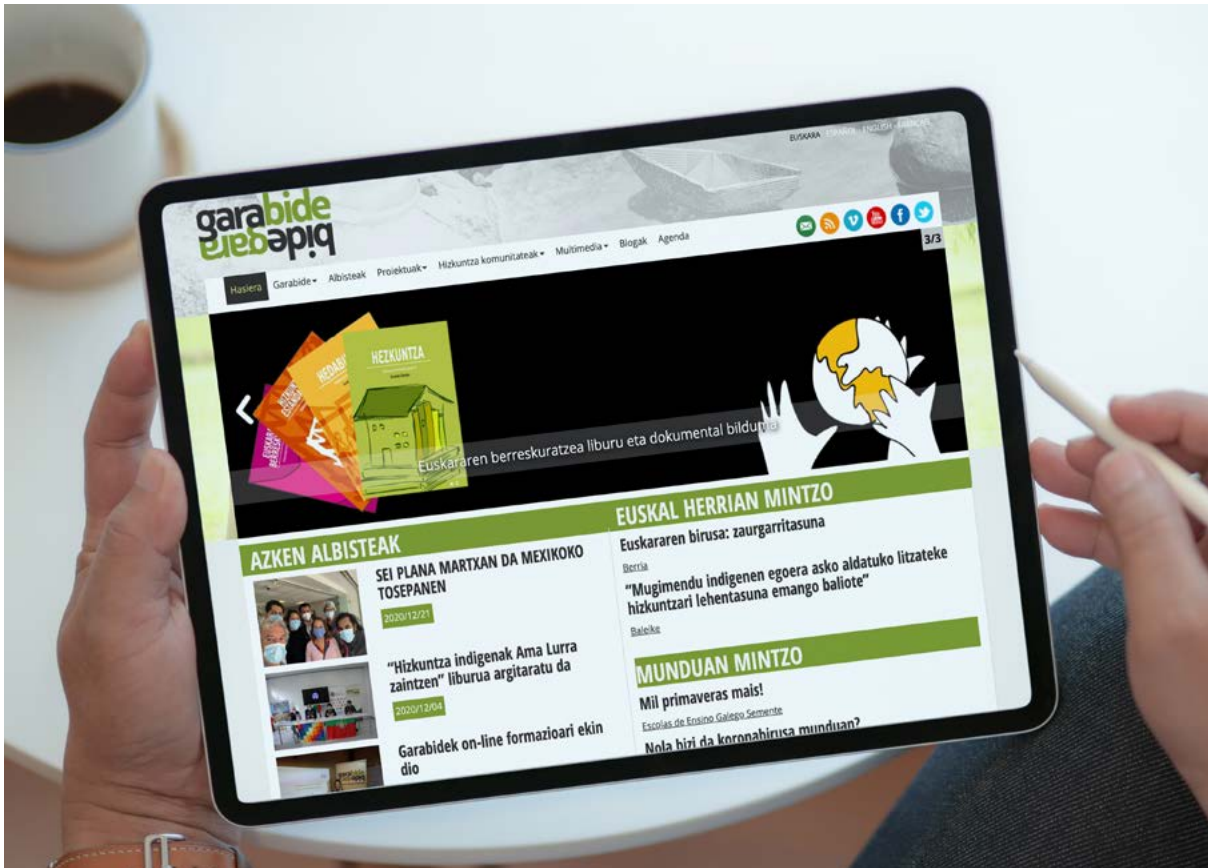 EUSKARA ESPAÑOL ENGLISH FRANÇAIS
garabide
garabide
Hasiera Garabide Albisteak Proiektuak Hizkuntza komunitateak Multimedia Blogak Agenda
3/3
HEZKUNTZA
Euskararen berreskuratzea liburu eta dokumental bilduma
AZKEN ALBISTEAK
SEI PLANA MARTXAN DA MEXIKOKO
TOSEPANEN
2020/12/21
“Hizkuntza indigenak Ama Lurra
zaintzen” liburua argitaratu da
2020/12/04
Garabidek on-line formazioari ekin
dio
EUSKAL HERRIAN MINTZO
Euskararen birusa: zaurgarritasuna
Berria
“Mugimendu indigenen egoera asko aldatuko litzateke
hizkuntzari lehentasuna emango baliote”
Baleike
MUNDUAN MINTZO
Mil primaveras mais!
Escolas de Ensino Galego Semente
Nola bizi da koronabirusa munduan?